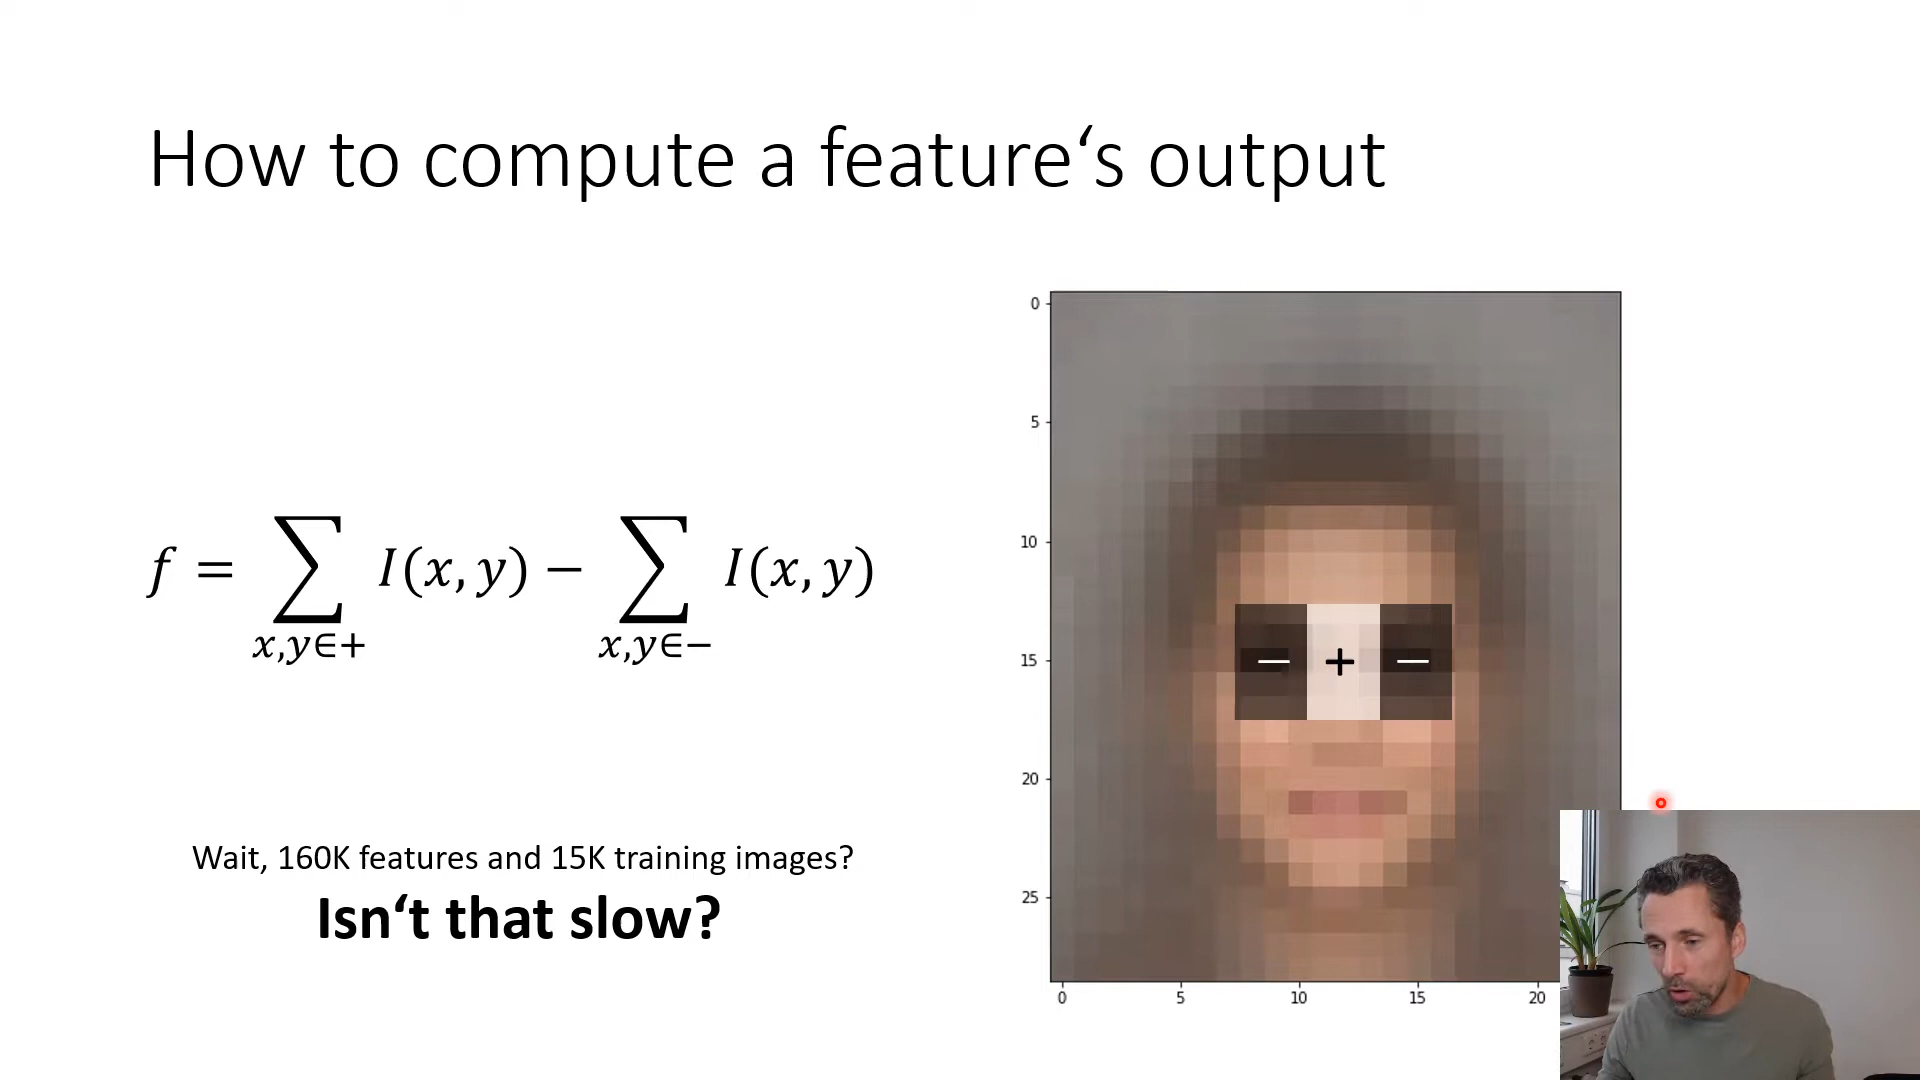 How to compute a feature‘s output
f = ∑ I(x, y) − ∑ I(x, y)
x,y∈+ x,y∈−
Wait, 160K features and 15K training images?
Isn‘t that slow?
0
5
10
15
20
25
− + −
0 5 10 15 20